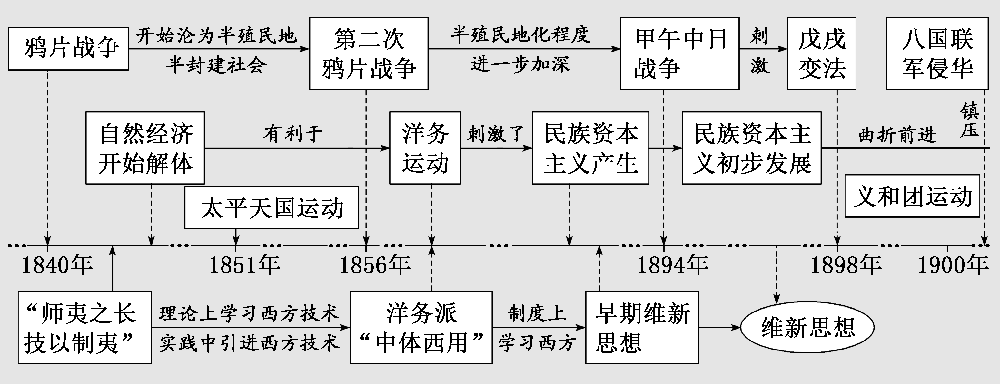 鸦片战争
开始沦为半殖民地
半封建社会
第二次
鸦片战争
半殖民地化程度
进一步加深
甲午中日
战争
刺
激
戊戌
变法
八国联
军侵华
镇
压
自然经济
开始解体
有利于
洋务
运动
刺激了
民族资本
主义产生
民族资本主
义初步发展
曲折前进
太平天国运动
义和团运动
1840年
1851年
1856年
1894年
1898年
1900年
“师夷之长
技以制夷”
理论上学习西方技术
实践中引进西方技术
洋务派
“中体西用”
制度上
学习西方
早期维新
思想
维新思想